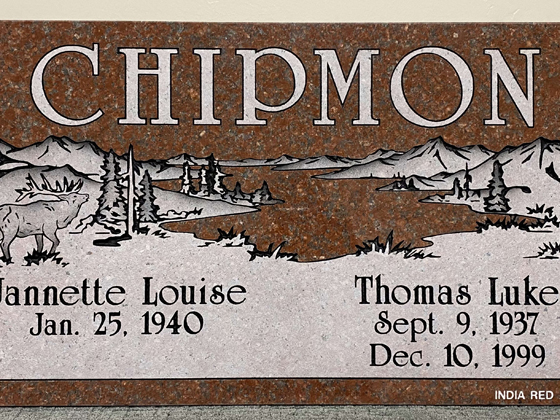 CHIPMON
Jannette Louise
Jan. 25, 1940
Thomas Luke
Sept. 9, 1937
Dec. 10, 1999
INDIA RED